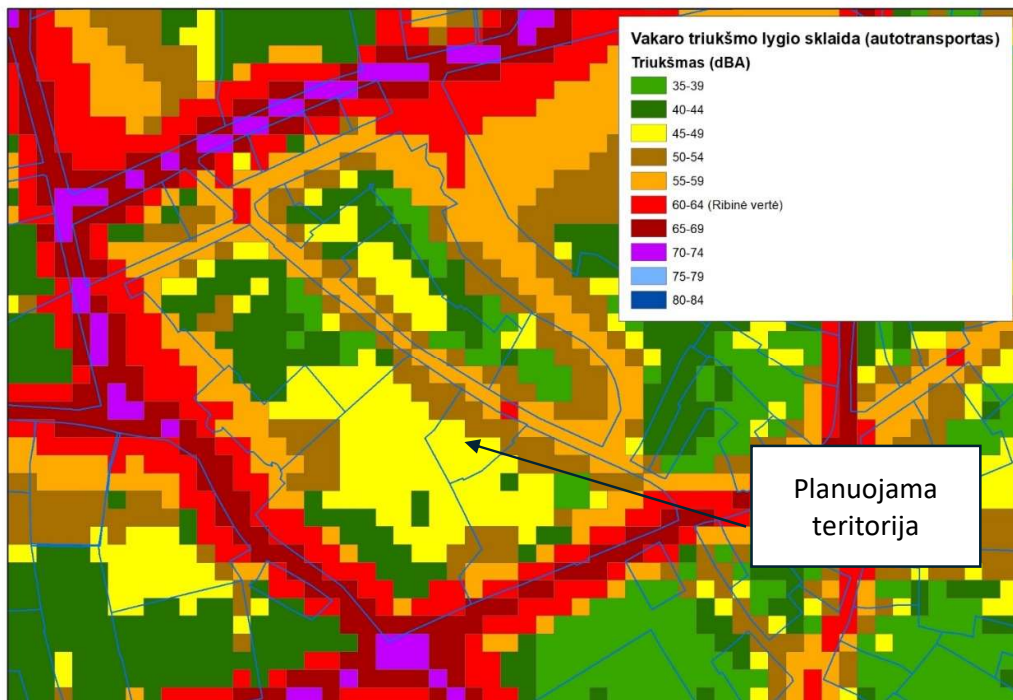 Vakaro triukšmo lygio sklaida (autotransportas)
Triukšmas (dBA)
35-39
40-44
45-49
50-54
55-59
60-64 (Ribinė vertė)
65-69
70-74
75-79
80-84
Planuojama
teritorija